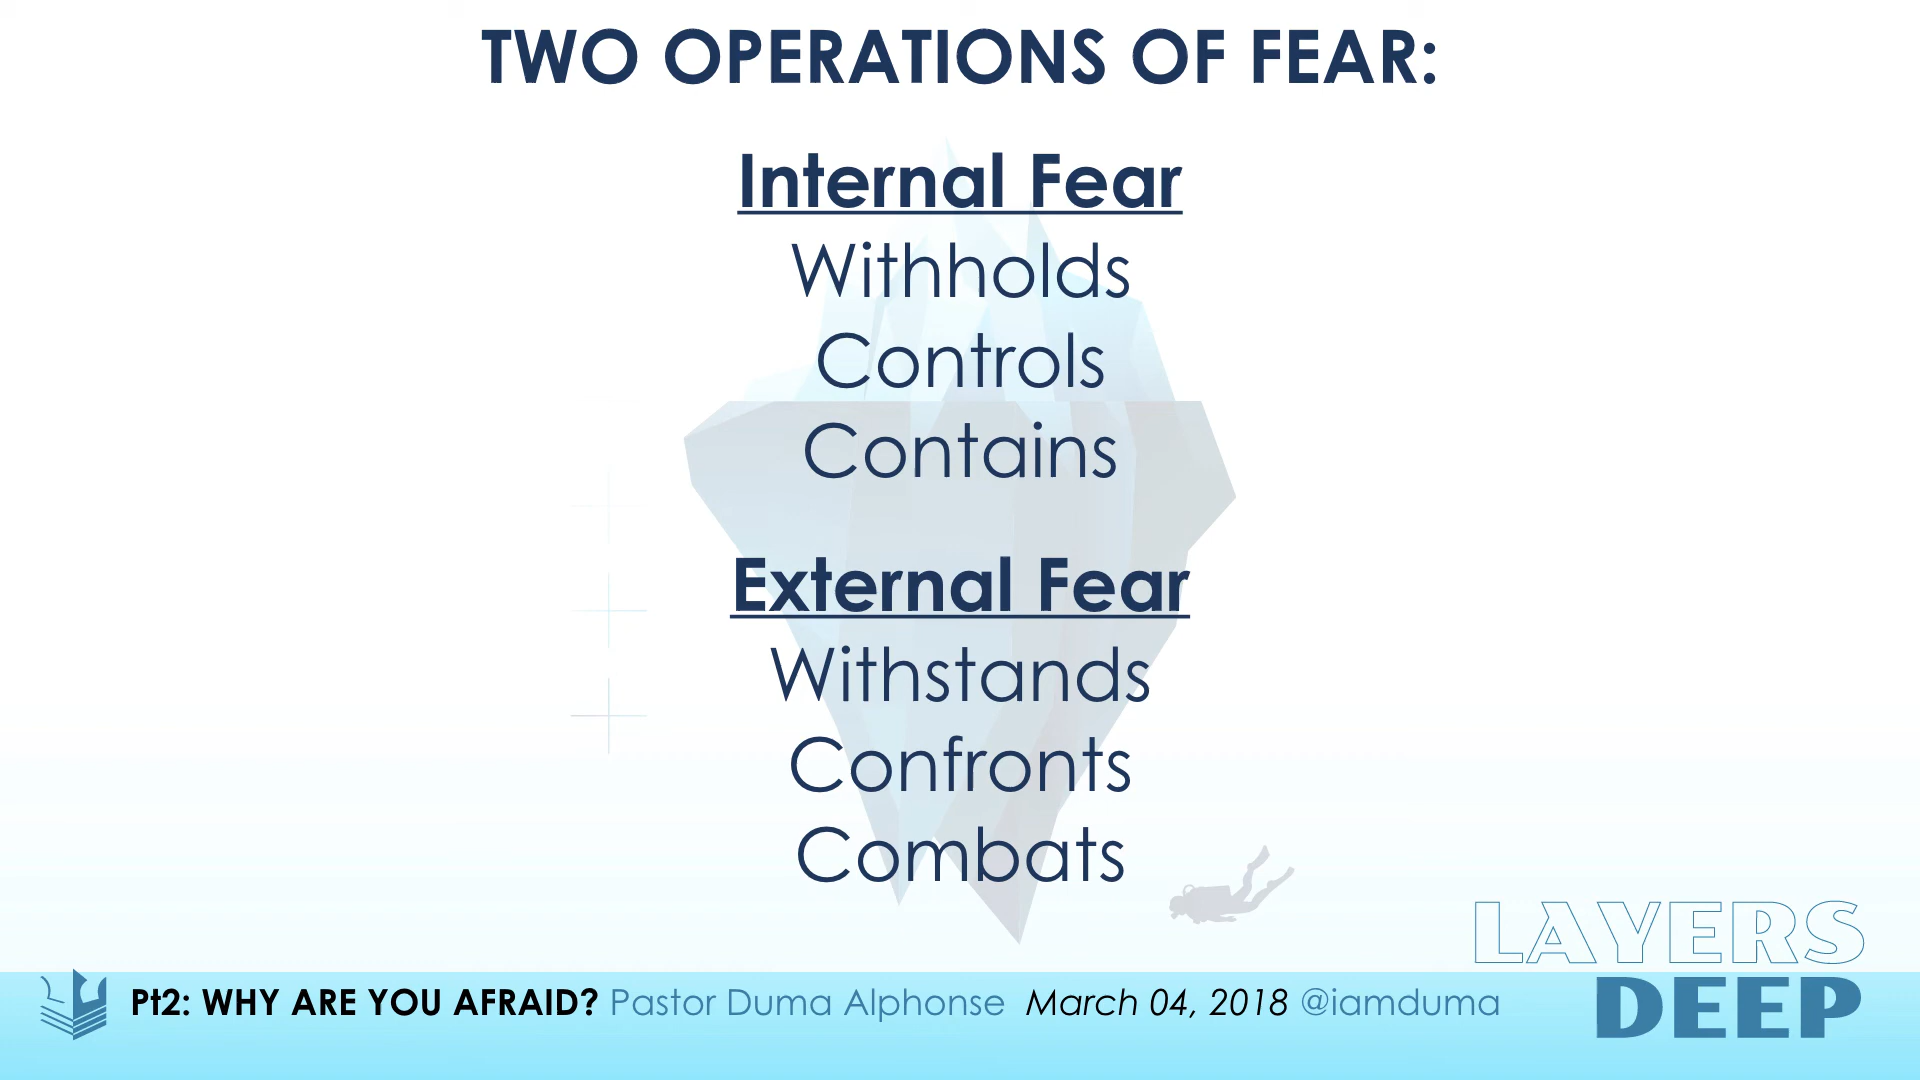 TWO OPERATIONS OF FEAR:
Internal Fear
Withholds
Controls
Contains
External Fear
Withstands
Confronts
Combats
LAYERS
DEEP
Pt2: WHY ARE YOU AFRAID? Pastor Duma Alphonse March 04, 2018 @iamduma